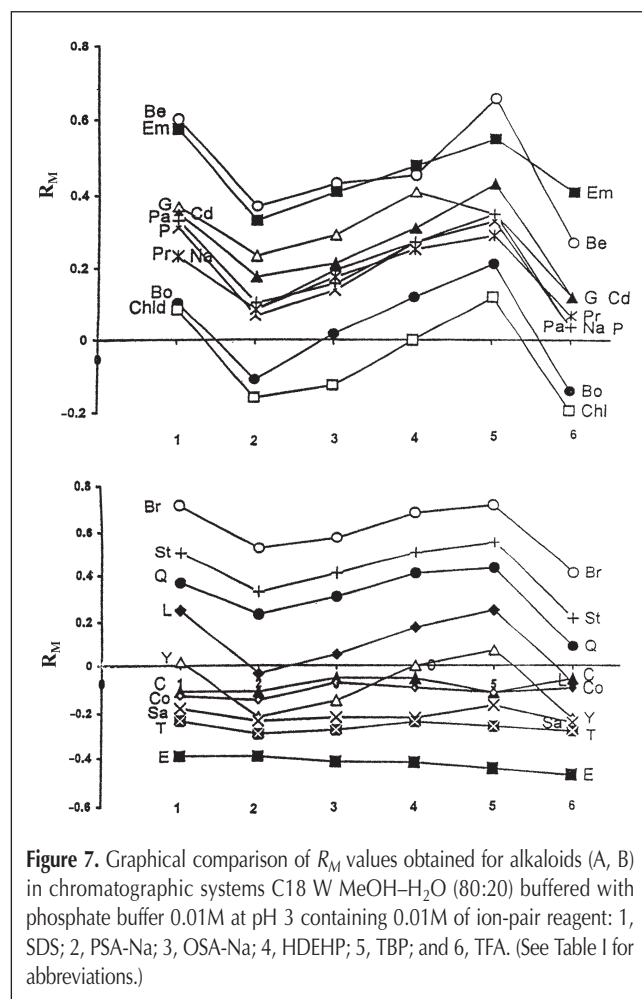 0.8
0.6
0.4
0.2
0
−0.2
R_M
Be
Em
G
Cd
Pa
P
Pr Na
Bo
Chld
Em
Be
G Cd
Pr
Pa Na P
Bo
Chl
1 2 3 4 5 6
0.8
0.6
0.4
0.2
0
−0.2
−0.4
−0.6
R_M
Br
St
Q
L
Y
C
Co
Sa
T
E
Br
St
Q
L C
Co
Y
Sa
T
E
1 2 5
1 2 3 4 5 6
Figure 7. Graphical comparison of R_M values obtained for alkaloids (A, B)
in chromatographic systems C18 W MeOH–H₂O (80:20) buffered with
phosphate buffer 0.01M at pH 3 containing 0.01M of ion-pair reagent: 1,
SDS; 2, PSA-Na; 3, OSA-Na; 4, HDEHP; 5, TBP; and 6, TFA. (See Table I for
abbreviations.)